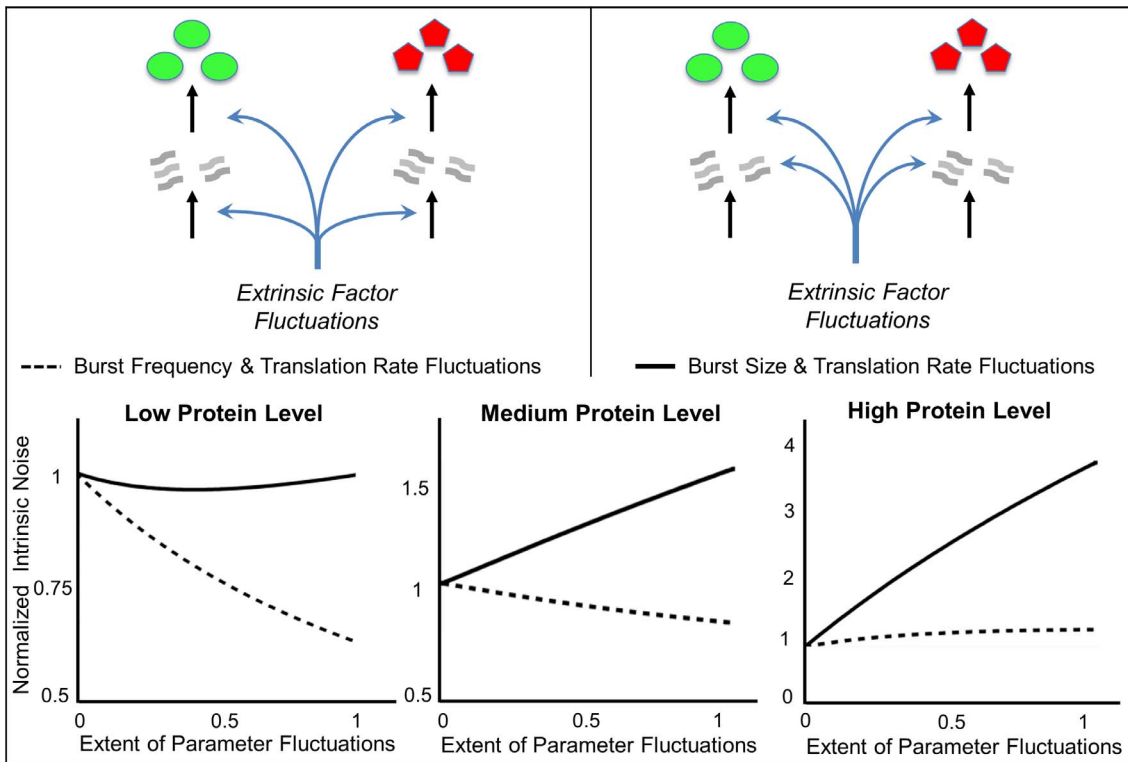 Extrinsic Factor
Fluctuations
Extrinsic Factor
Fluctuations
Burst Frequency & Translation Rate Fluctuations
Burst Size & Translation Rate Fluctuations
Low Protein Level
Medium Protein Level
High Protein Level
Normalized Intrinsic Noise
1
0.75
0.5
0
0.5
1
Extent of Parameter Fluctuations
1.5
1
0.5
0
0.5
1
Extent of Parameter Fluctuations
4
3
2
1
0
0
0.5
1
Extent of Parameter Fluctuations